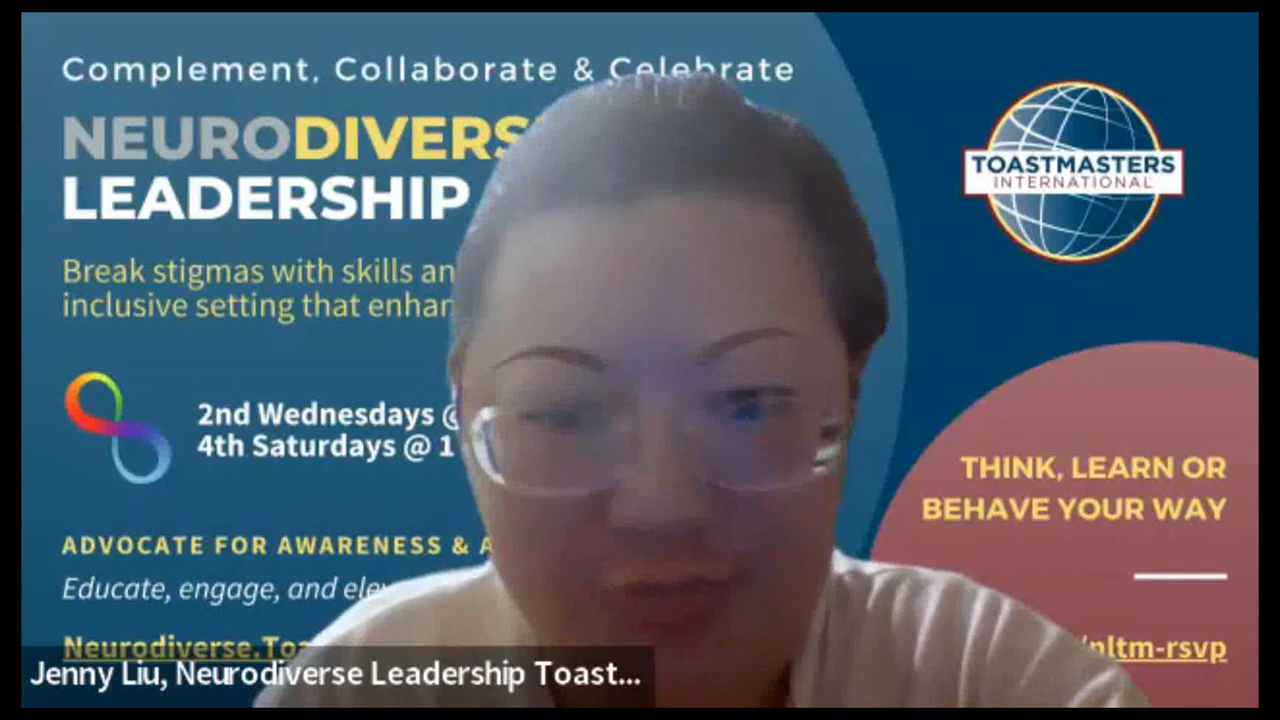 Complement, Collaborate & Celebrate
NEURODIVERS
LEADERSHIP
TOASTMASTERS
INTERNATIONAL
Break stigmas with skills an
inclusive setting that enhan
2nd Wednesdays @
4th Saturdays @ 1
THINK, LEARN OR
BEHAVE YOUR WAY
ADVOCATE FOR AWARENESS & A
Educate, engage, and ele
Neurodiverse.Toa
/nltm-rsvp
Jenny Liu, Neurodiverse Leadership Toast...